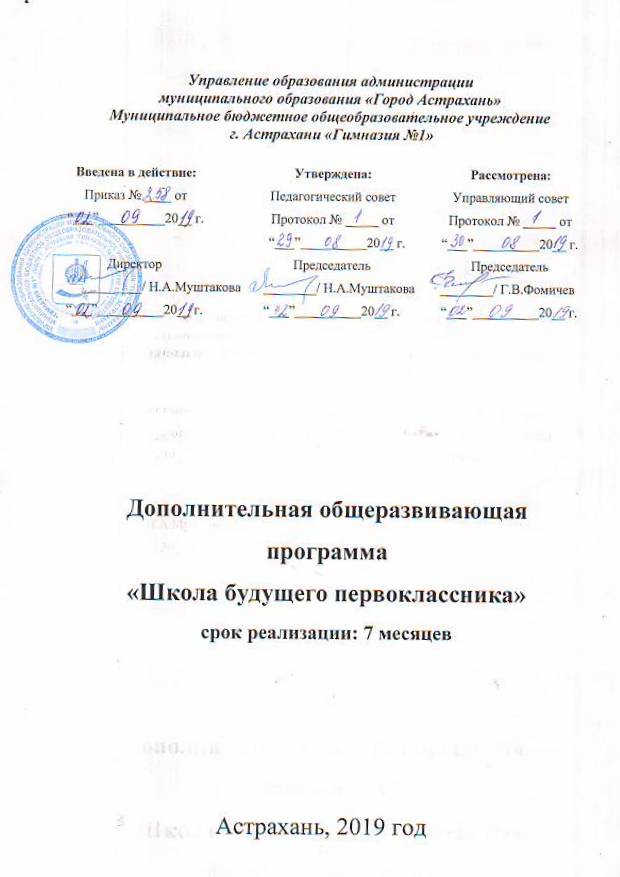 Управление образования администрации
муниципального образования «Город Астрахань»
Муниципальное бюджетное общеобразовательное учреждение
г. Астрахани «Гимназия №1»
Введена в действие:
Приказ № 258 от
“02” 09 2019 г.
Директор
/ Н.А.Муштакова
“02” 09 2019 г.
Утверждена:
Педагогический совет
Протокол № 1 от
“29” 08 2019 г.
Председатель
/ Н.А.Муштакова
“02” 09 2019 г.
Рассмотрена:
Управляющий совет
Протокол № 1 от
“30” 08 2019 г.
Председатель
/ Г.В.Фомичев
“02” 09 2019 г.
Дополнительная общеразвивающая
программа
«Школа будущего первоклассника»
срок реализации: 7 месяцев
Астрахань, 2019 год